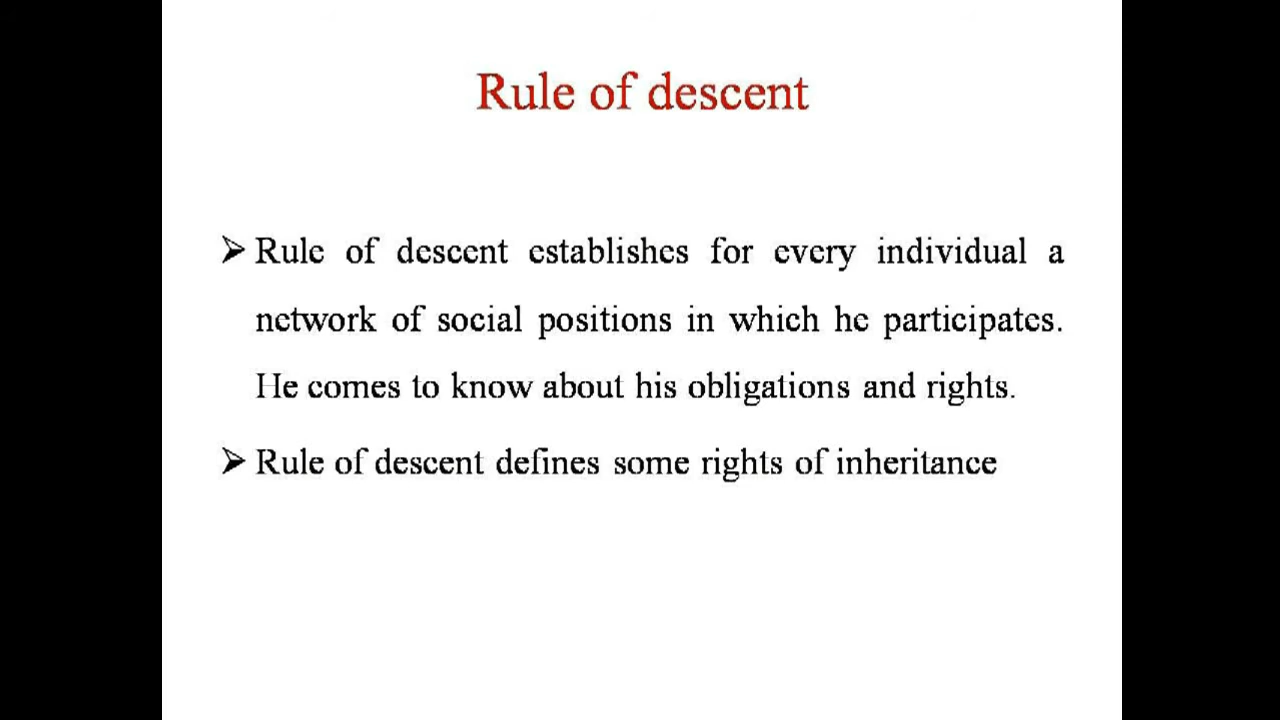 Rule of descent
➢ Rule of descent establishes for every individual a
network of social positions in which he participates.
He comes to know about his obligations and rights.
➢ Rule of descent defines some rights of inheritance